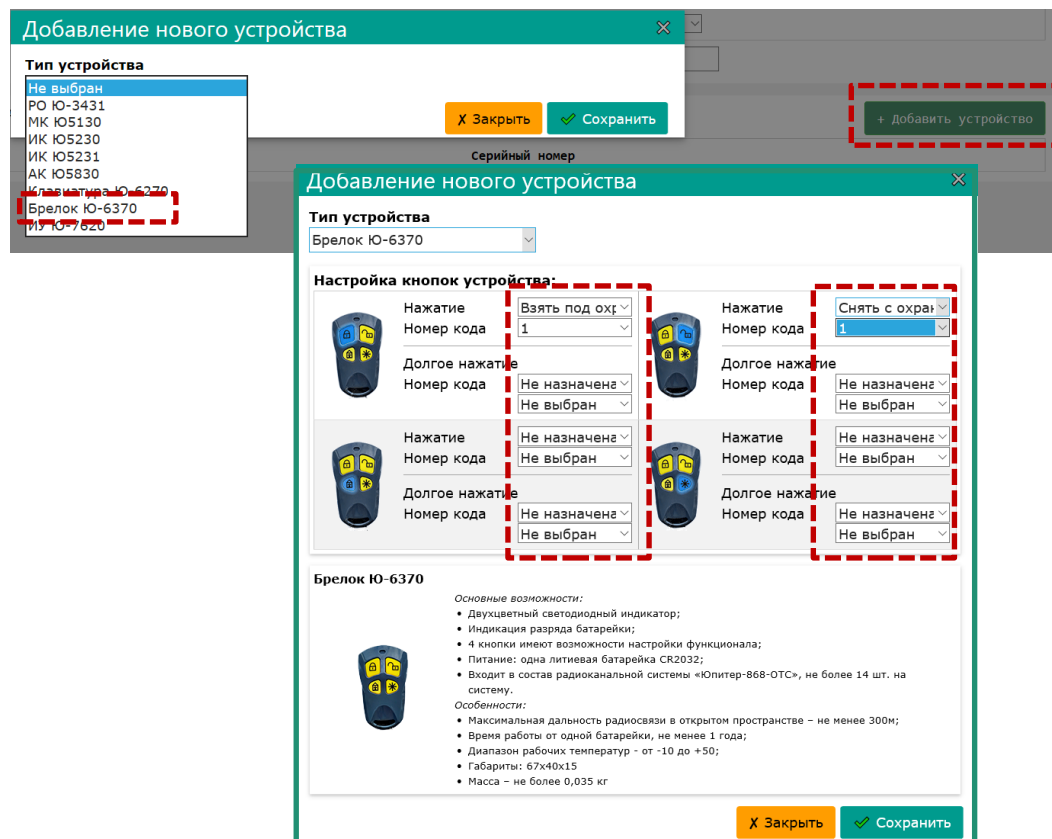 Добавление нового устройства
Тип устройства
Не выбран
РО Ю-3431
МК Ю5130
ИК Ю5230
ИК Ю5231
АК Ю5830
Клавиатура Ю-6270
Брелок Ю-6370
ИУ Ю-7620
✗ Закрыть
Сохранить
+ Добавить устройство
Серийный номер
Добавление нового устройства
Тип устройства
Брелок Ю-6370
Настройка кнопок устройства:
Нажатие Взять под охр
Номер кода 1
Долгое нажатие
Номер кода Не назначена
Не выбран
Нажатие Снять с охран
Номер кода 1
Долгое нажатие
Номер кода Не назначена
Не выбран
Нажатие Не назначена
Номер кода Не выбран
Долгое нажатие
Номер кода Не назначена
Не выбран
Нажатие Не назначена
Номер кода Не выбран
Долгое нажатие
Номер кода Не назначена
Не выбран
Брелок Ю-6370
Основные возможности:
• Двухцветный светодиодный индикатор;
• Индикация разряда батарейки;
• 4 кнопки имеют возможности настройки функционала;
• Питание: одна литиевая батарейка CR2032;
• Входит в состав радиоканальной системы «Юпитер-868-ОТС», не более 14 шт. на
систему.
Особенности:
• Максимальная дальность радиосвязи в открытом пространстве – не менее 300м;
• Время работы от одной батарейки, не менее 1 года;
• Диапазон рабочих температур - от -10 до +50;
• Габариты: 67х40х15
• Масса – не более 0,035 кг
✗ Закрыть
Сохранить